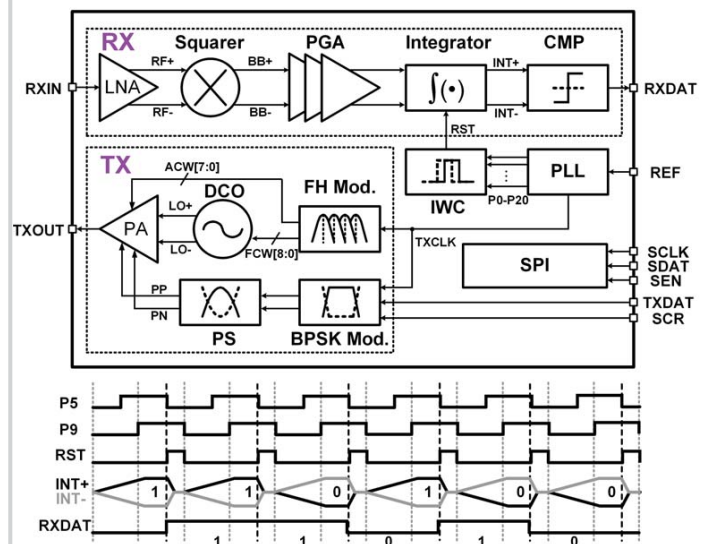 RX
Squarer
PGA
Integrator
CMP
RXIN
LNA
RF+
RF-
BB+
BB-
∫(•)
INT+
INT-
RXDAT
RST
TX
ACW[7:0]
DCO
FH Mod.
IWC
P0-P20
PLL
REF
TXOUT
PA
LO+
LO-
FCW[8:0]
TXCLK
SPI
SCLK
SDAT
SEN
PP
PN
PS
BPSK Mod.
TXDAT
SCR
P5
P9
RST
INT+
INT-
1 1 0 1 0 0
RXDAT
1 1 0 1 0